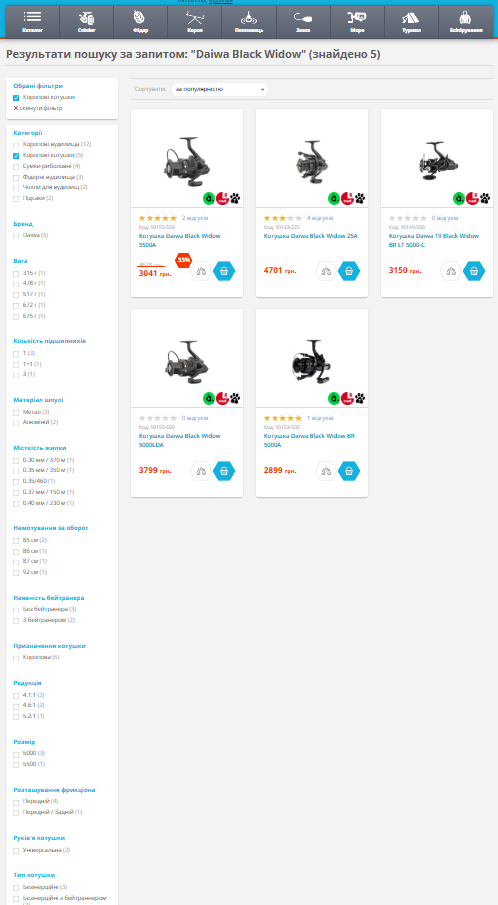 Каталог
Спінінг
Фідер
Короп
Поплавець
Зима
Море
Туризм
Екіпірування
Результати пошуку за запитом: "Daiwa Black Widow" (знайдено 5)
Обрані фільтри
Коропові котушки
✕ скинути фільтр
Категорії
Коропові вудилища (12)
Коропові котушки (5)
Сумки риболовні (4)
Фідерні вудилища (3)
Чохли для вудилищ (2)
Підсаки (2)
Бренд
Daiwa (5)
Вага
315 г (1)
478 г (1)
517 г (1)
672 г (1)
675 г (1)
Кількість підшипників
1 (3)
1+1 (1)
3 (1)
Матеріал шпулі
Метал (3)
Алюміній (2)
Місткість жилки
0.30 мм / 370 м (1)
0.35 мм / 350 м (1)
0.35/460 (1)
0.37 мм / 150 м (1)
0.40 мм / 230 м (1)
Намотування за оборот
85 см (2)
86 см (1)
87 см (1)
92 см (1)
Наявність бейтранера
Без бейтранера (3)
З бейтранером (2)
Призначення котушки
Коропова (5)
Редукція
4.1:1 (2)
4.6:1 (2)
5.2:1 (1)
Розмір
5000 (3)
5500 (1)
Розташування фрикціона
Передній (4)
Передній / Задній (1)
Руків'я котушки
Універсальна (2)
Тип котушки
Безінерційні (3)
Безінерційні з бейтраннером
Сортувати:
за популярністю
2 відгуків
Код: 10155-550
Котушка Daiwa Black Widow
5500A
35%
3041 грн.
4 відгуків
Код: 10133-225
Котушка Daiwa Black Widow 25A
4701 грн.
0 відгуків
Код: 10149-500
Котушка Daiwa 19 Black Widow
BR LT 5000-C
3150 грн.
0 відгуків
Код: 10155-500
Котушка Daiwa Black Widow
5000LDA
3799 грн.
1 відгуків
Код: 10153-500
Котушка Daiwa Black Widow BR
5000A
2899 грн.